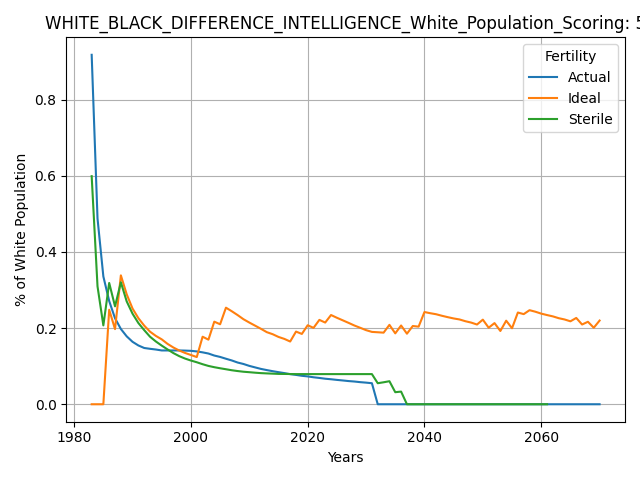 WHITE_BLACK_DIFFERENCE_INTELLIGENCE_White_Population_Scoring: 5
Fertility
Actual
Ideal
Sterile
% of White Population
0.8
0.6
0.4
0.2
0.0
1980 2000 2020 2040 2060
Years